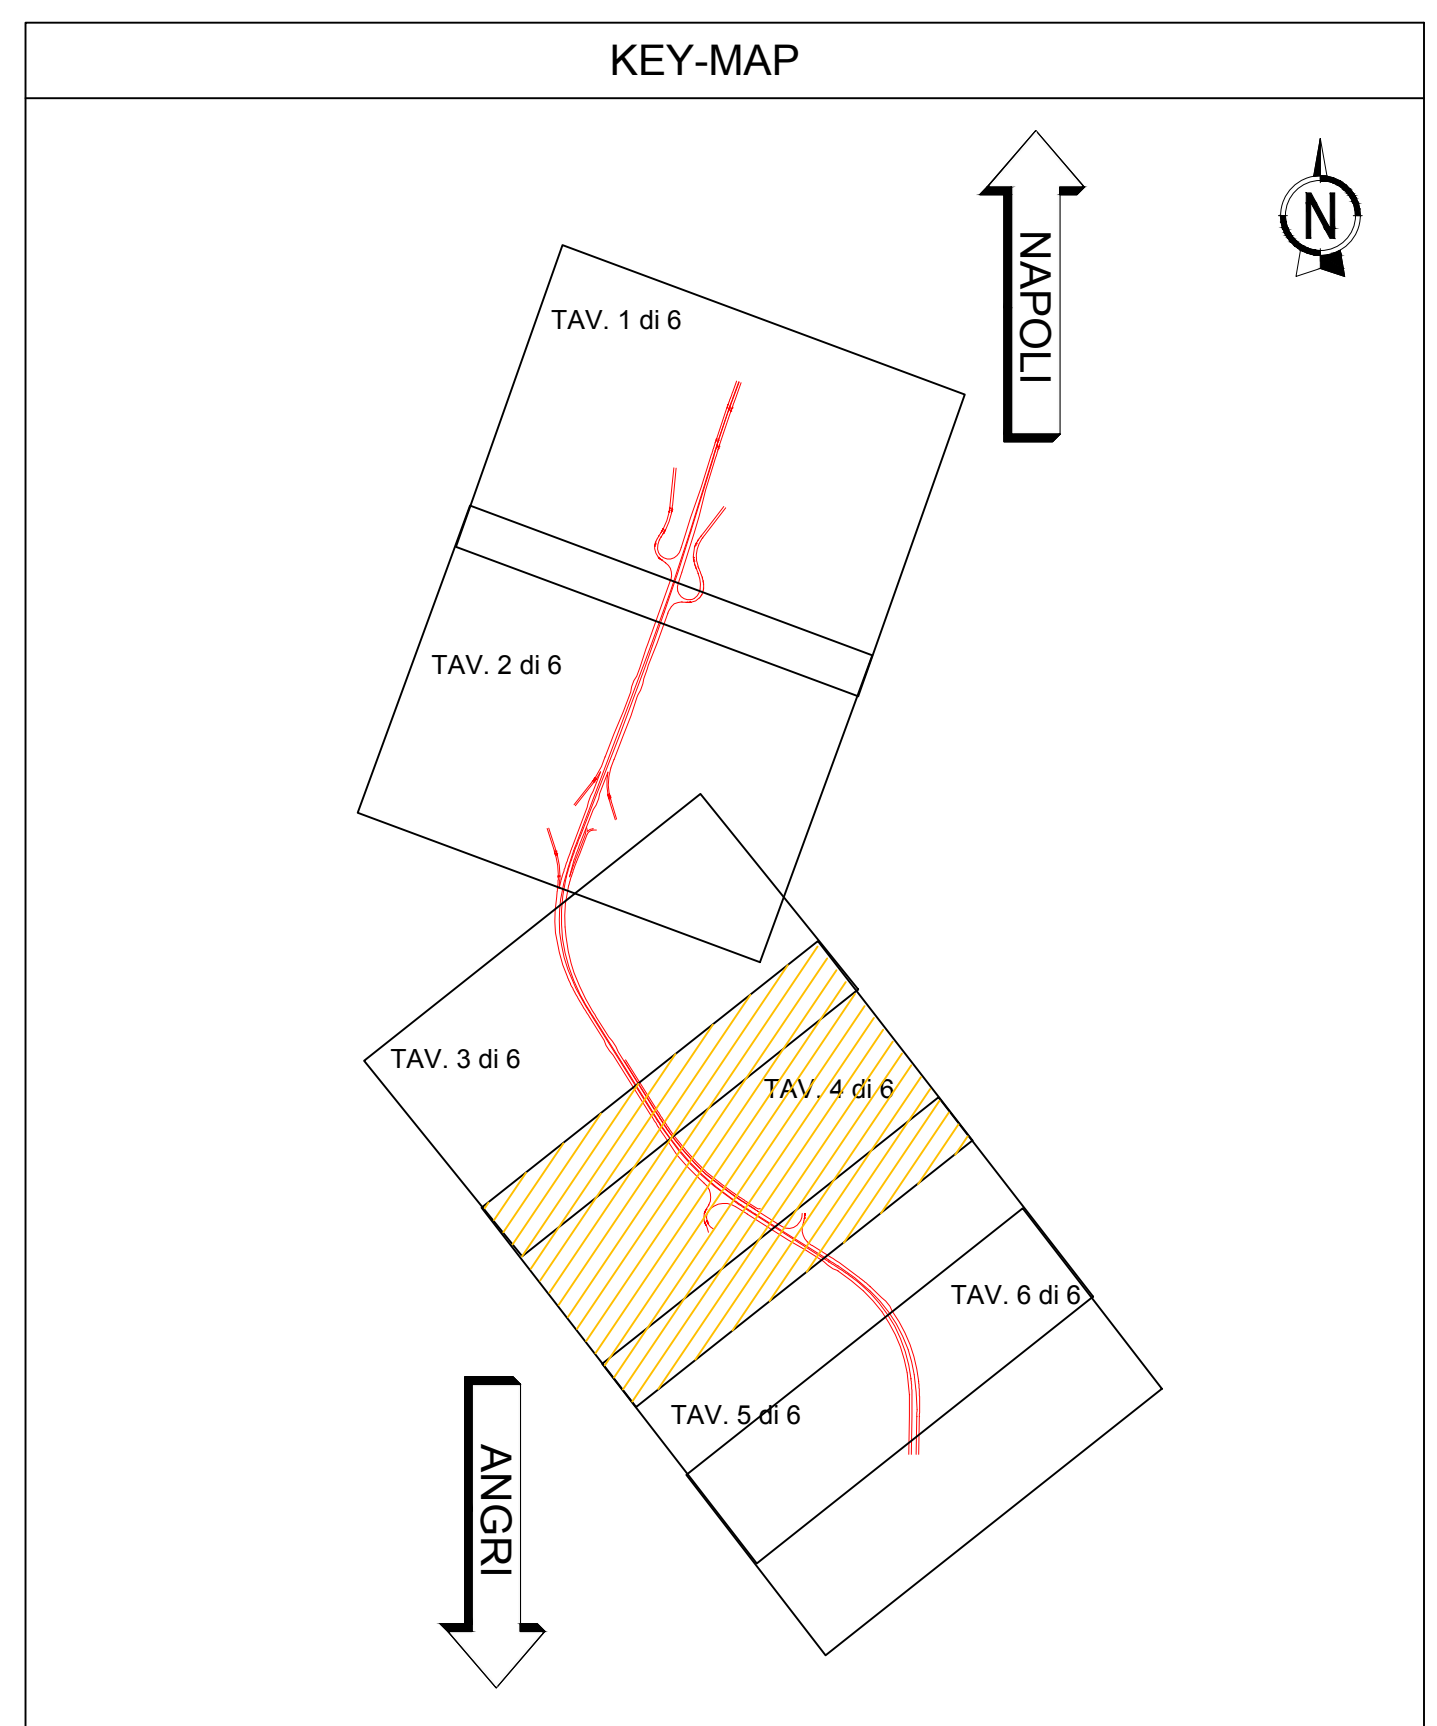 KEY-MAP
NAPOLI
N
TAV. 1 di 6
TAV. 2 di 6
TAV. 3 di 6
TAV. 4 di 6
TAV. 6 di 6
TAV. 5 di 6
ANGRI